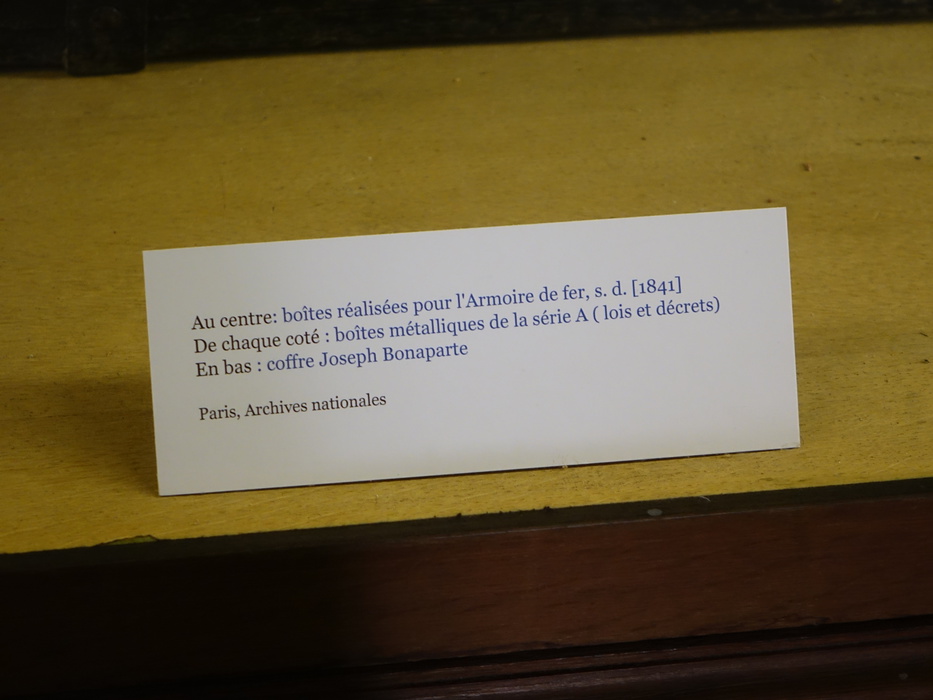 Au centre: boîtes réalisées pour l'Armoire de fer, s. d. [1841]
De chaque coté : boîtes métalliques de la série A ( lois et décrets)
En bas : coffre Joseph Bonaparte
Paris, Archives nationales